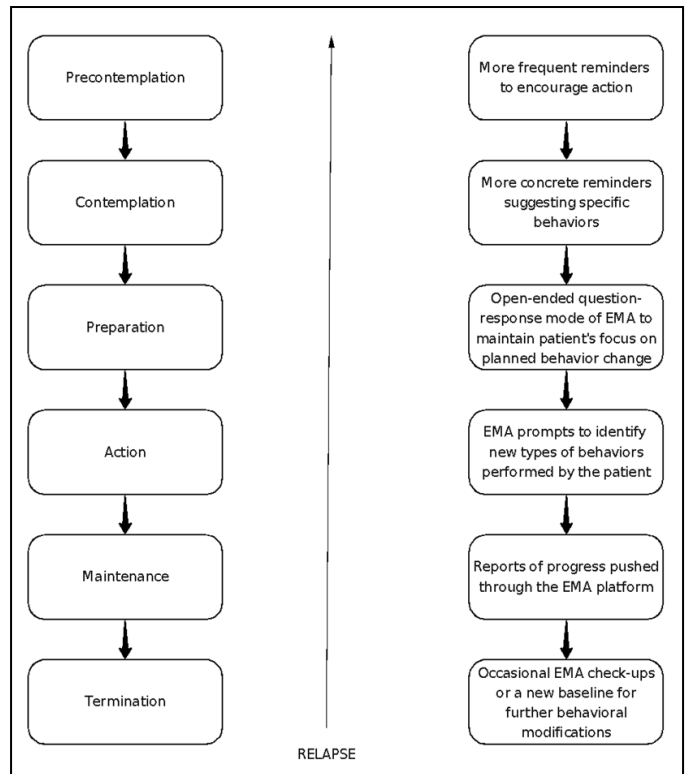 Precontemplation
More frequent reminders
to encourage action
Contemplation
More concrete reminders
suggesting specific
behaviors
Preparation
Open-ended question-
response mode of EMA to
maintain patient's focus on
planned behavior change
Action
EMA prompts to identify
new types of behaviors
performed by the patient
Maintenance
Reports of progress pushed
through the EMA platform
Termination
Occasional EMA check-ups
or a new baseline for
further behavioral
modifications
RELAPSE